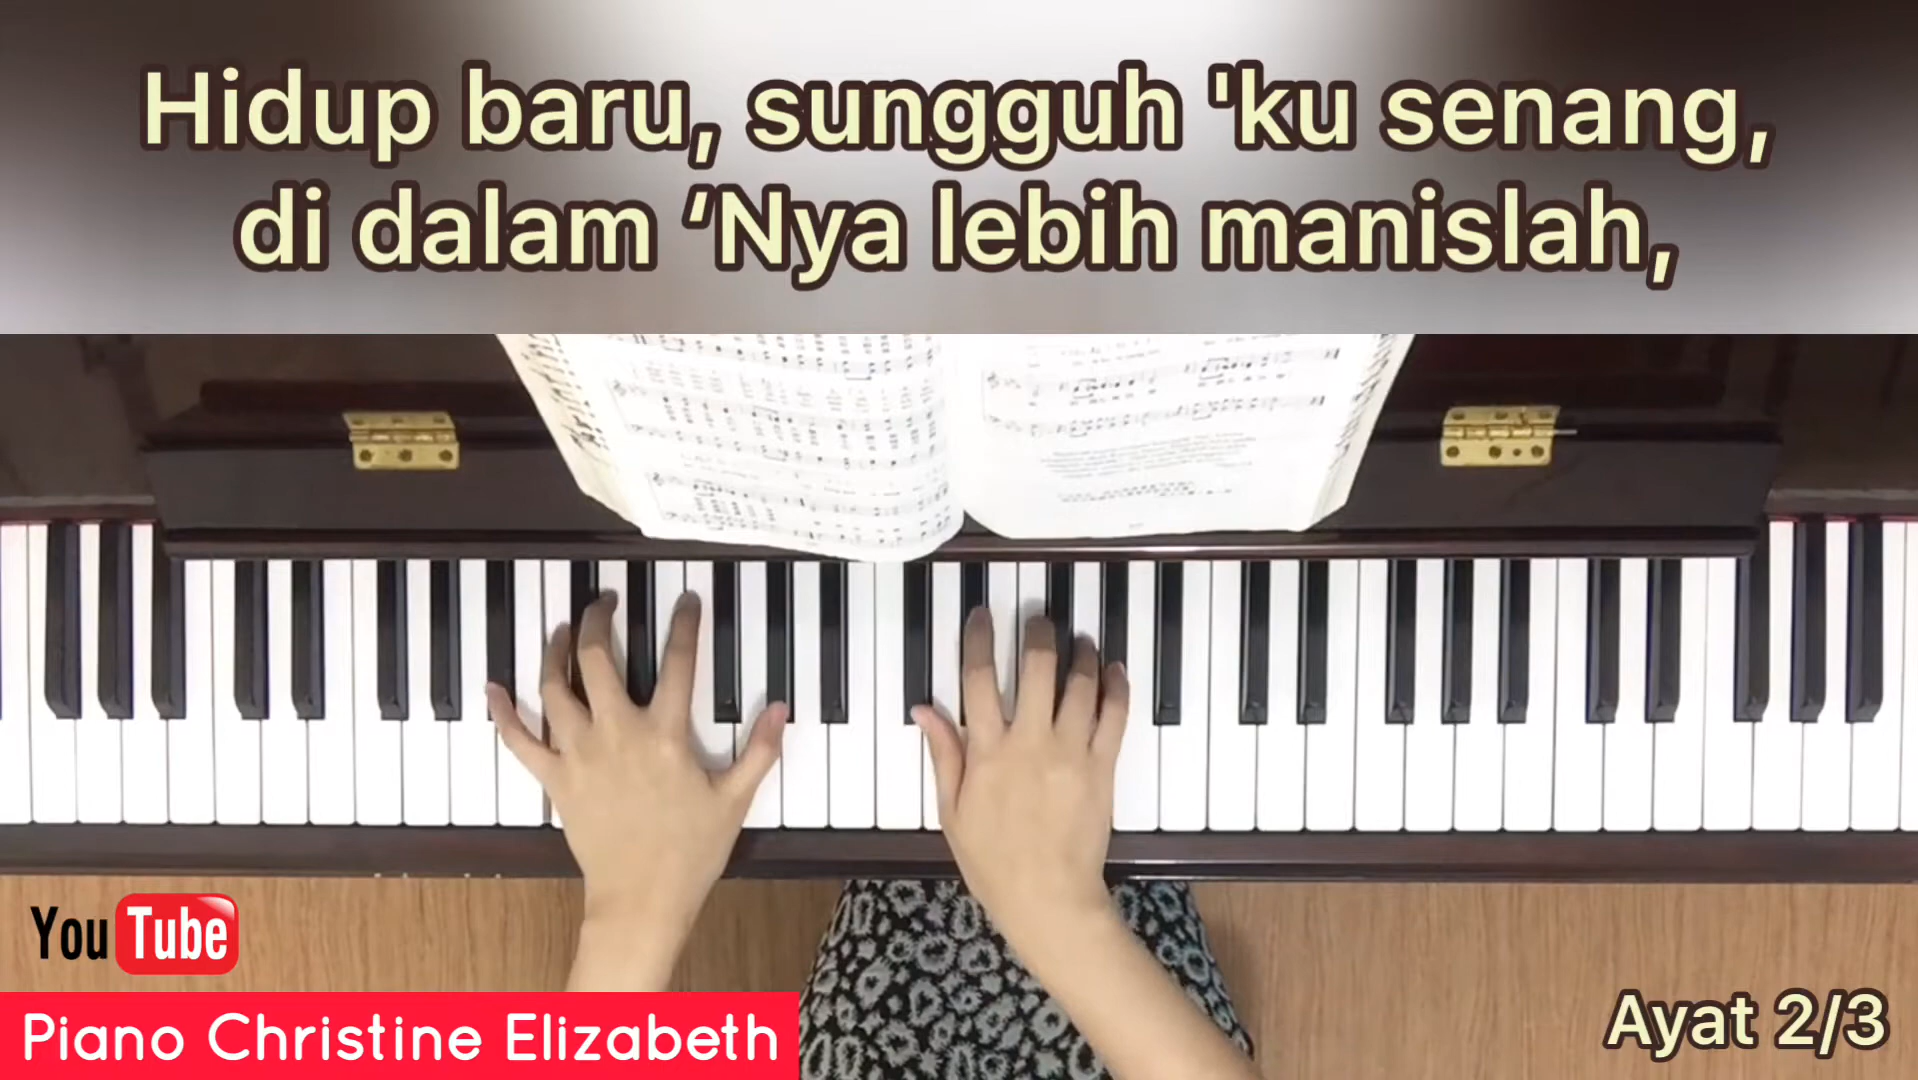 Hidup baru, sungguh 'ku senang,
di dalam ’Nya lebih manislah,
YouTube
Piano Christine Elizabeth
Ayat 2/3